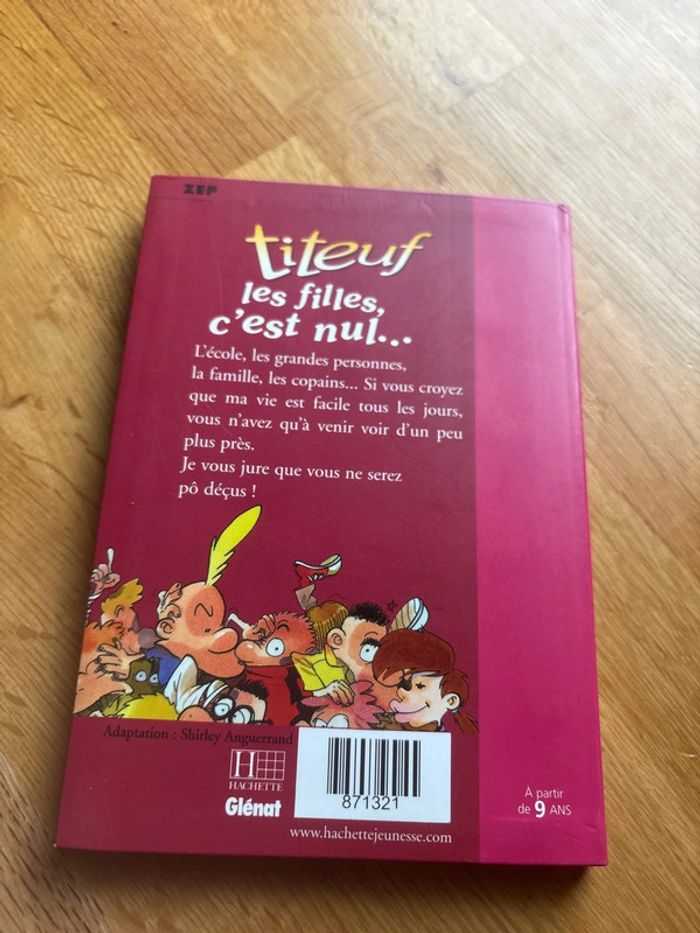 ZEP
titeuf
les filles,
c'est nul...
L'école, les grandes personnes,
la famille, les copains... Si vous croyez
que ma vie est facile tous les jours,
vous n'avez qu'à venir voir d'un peu
plus près.
Je vous jure que vous ne serez
pô déçus !
Adaptation : Shirley Anguerrand
H
HACHETTE
Glénat
871321
www.hachettejeunesse.com
À partir
de 9 ANS